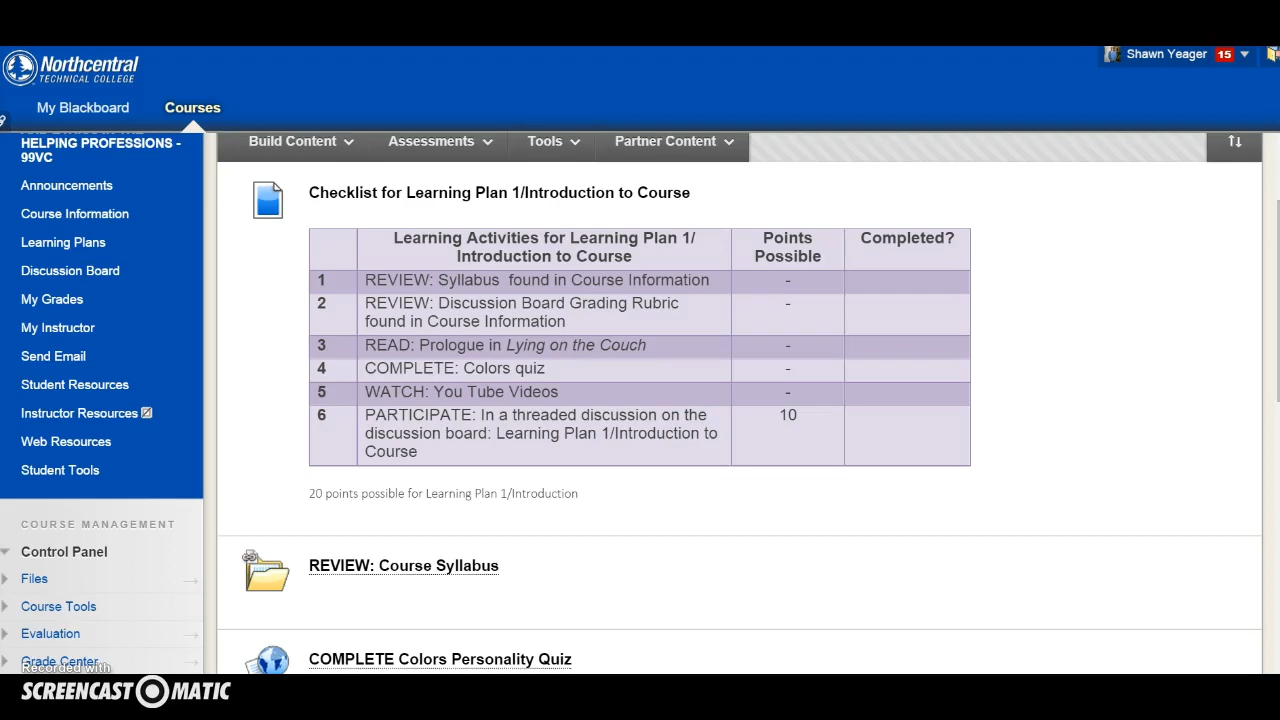 Northcentral
TECHNICAL COLLEGE
Shawn Yeager 15
My Blackboard Courses
HELPING PROFESSIONS -
99VC
Announcements
Course Information
Learning Plans
Discussion Board
My Grades
My Instructor
Send Email
Student Resources
Instructor Resources
Web Resources
Student Tools
COURSE MANAGEMENT
Control Panel
Files
Course Tools
Evaluation
Grade Center
Build Content Assessments Tools Partner Content
Checklist for Learning Plan 1/Introduction to Course
Learning Activities for Learning Plan 1/ Points Completed?
Introduction to Course Possible
1 REVIEW: Syllabus found in Course Information -
2 REVIEW: Discussion Board Grading Rubric -
found in Course Information
3 READ: Prologue in Lying on the Couch -
4 COMPLETE: Colors quiz -
5 WATCH: You Tube Videos -
6 PARTICIPATE: In a threaded discussion on the 10
discussion board: Learning Plan 1/Introduction to
Course
20 points possible for Learning Plan 1/Introduction
REVIEW: Course Syllabus
COMPLETE Colors Personality Quiz
Recorded with
SCREENCAST MATIC